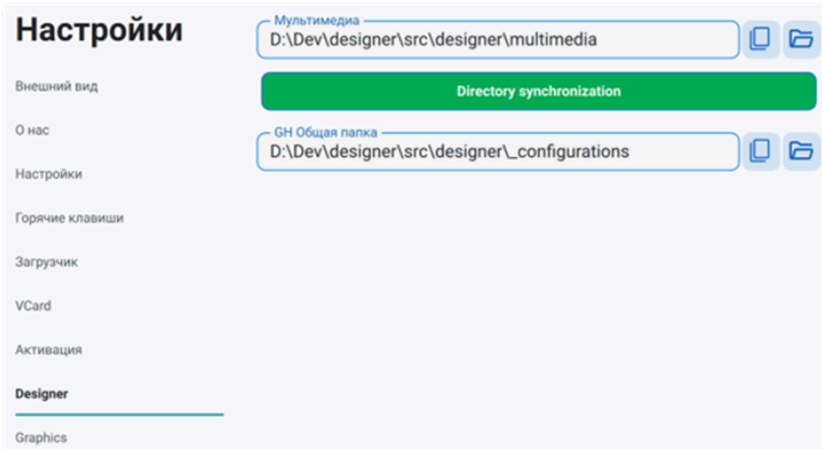 Настройки
Внешний вид
О нас
Настройки
Горячие клавиши
Загрузчик
VCard
Активация
Designer
Graphics
Мультимедиа
D:\Dev\designer\src\designer\multimedia
Directory synchronization
GH Общая папка
D:\Dev\designer\src\designer\_configurations